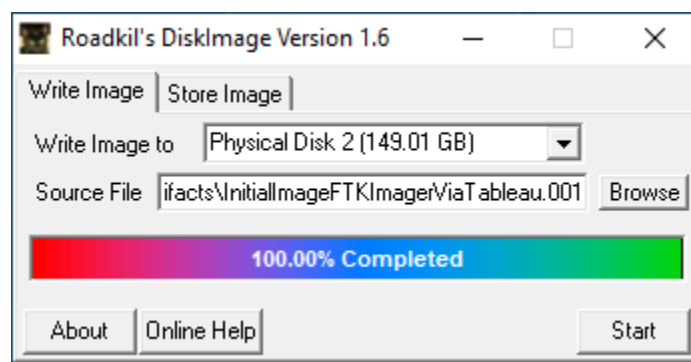 Roadkil's DiskImage Version 1.6
Write Image Store Image
Write Image to Physical Disk 2 (149.01 GB)
Source File ifacts\InitialImageFTKImagerViaTableau.001 Browse
100.00% Completed
About Online Help Start